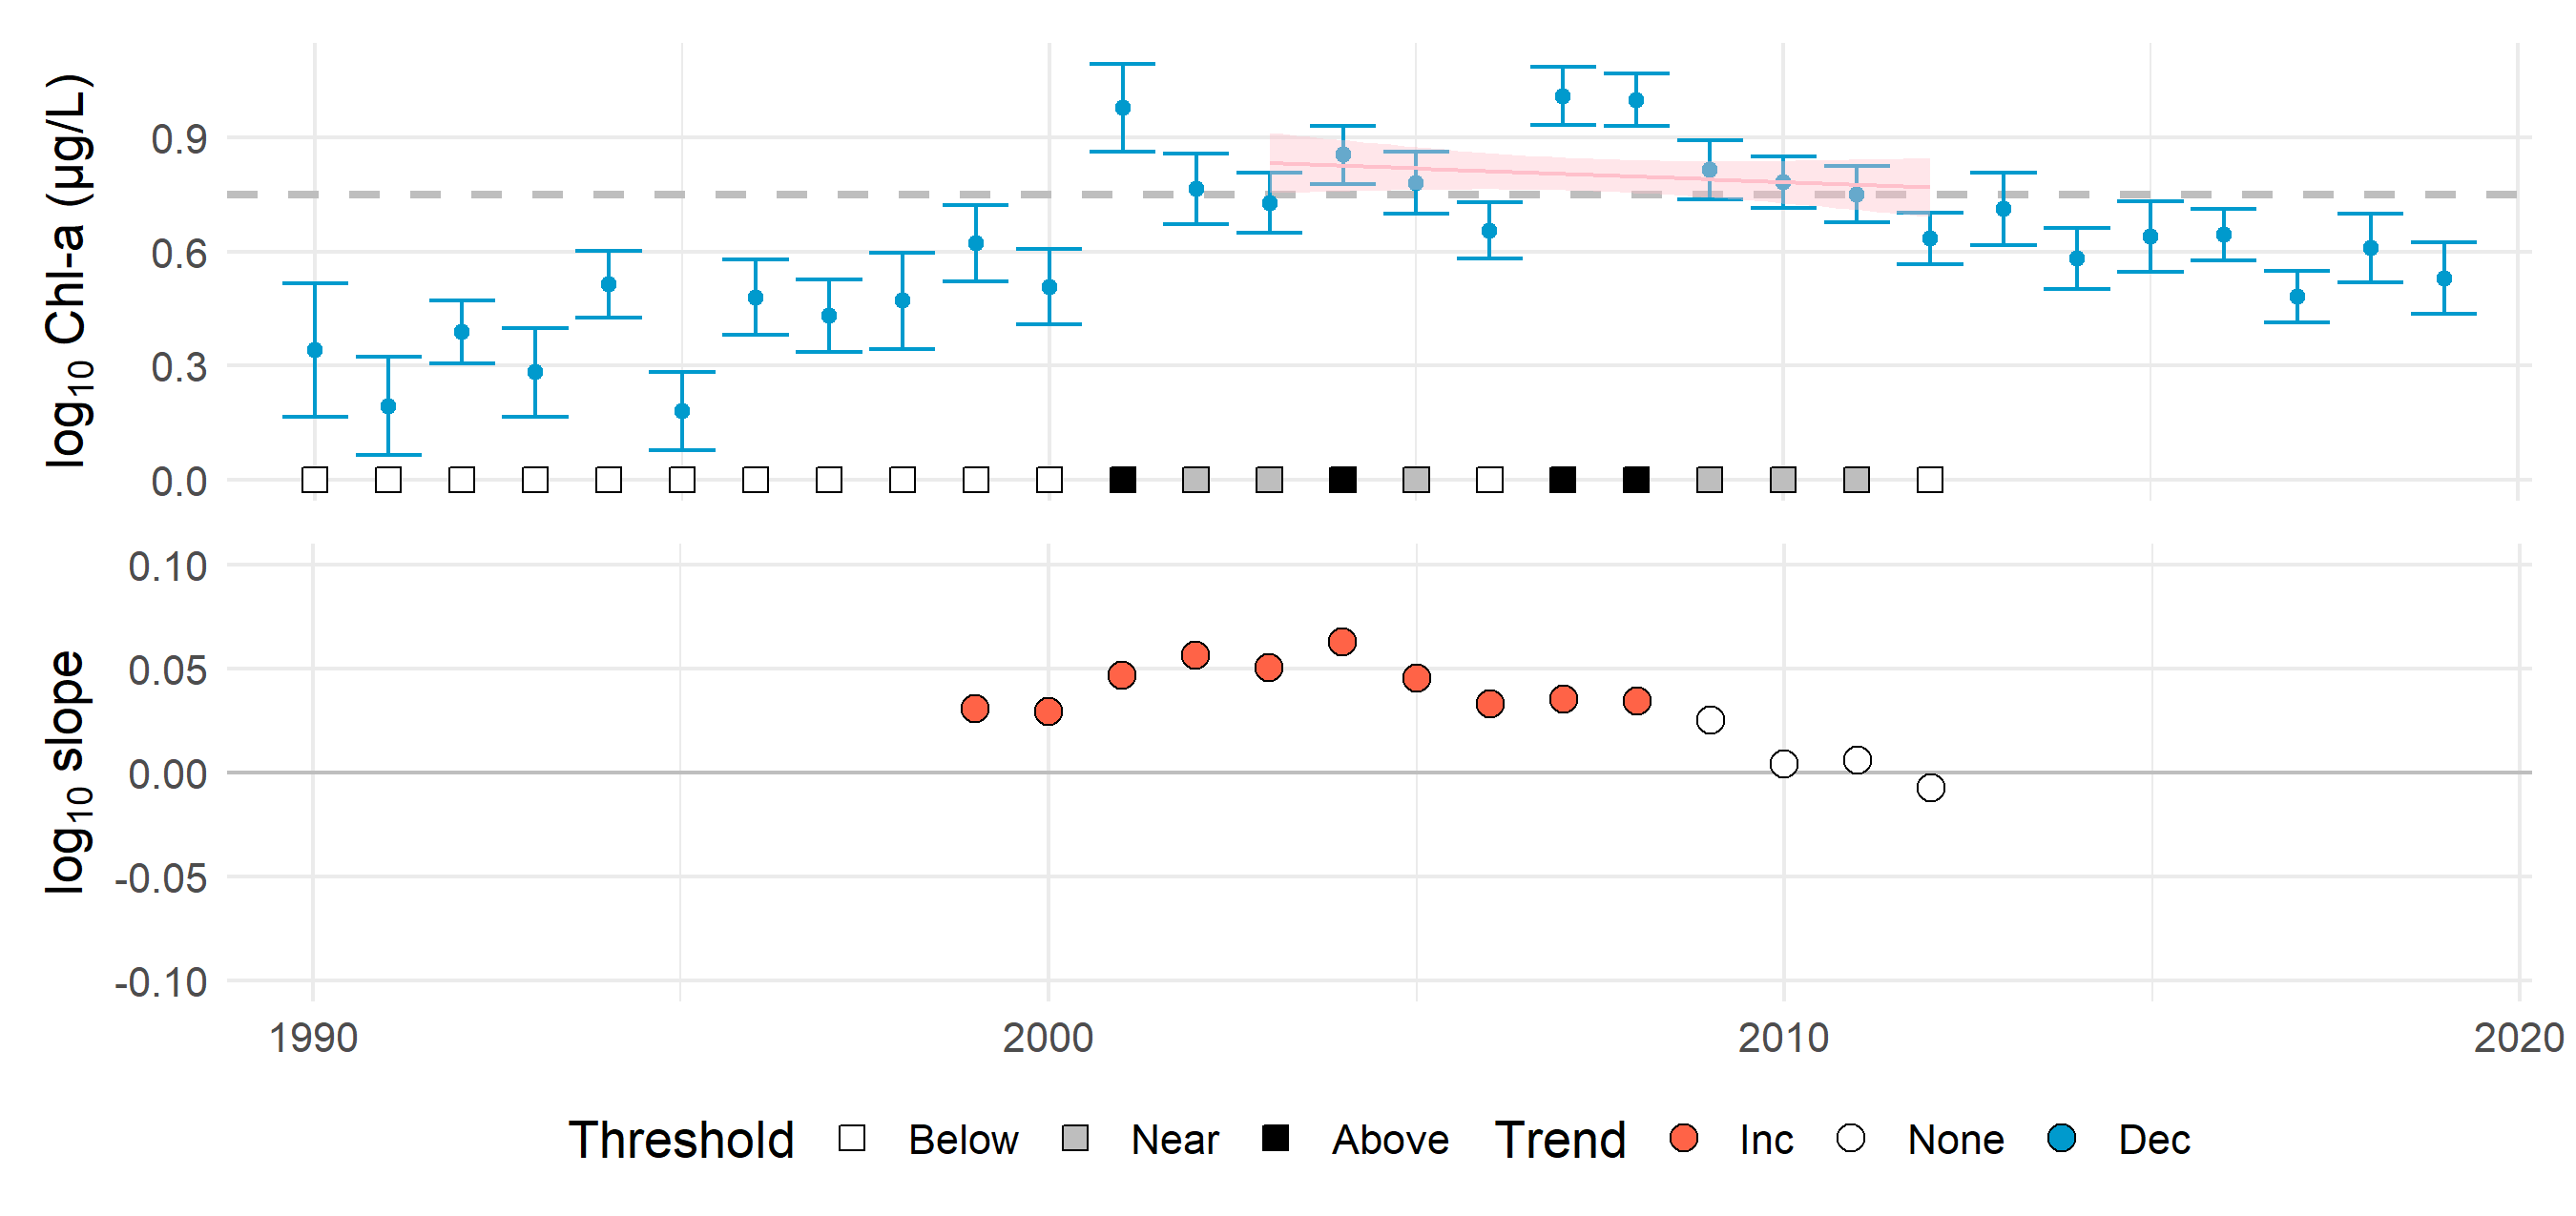 log₁₀ Chl-a (µg/L)
0.9
0.6
0.3
0.0
log₁₀ slope
0.10
0.05
0.00
-0.05
-0.10
1990 2000 2010 2020
Threshold Below Near Above Trend Inc None Dec